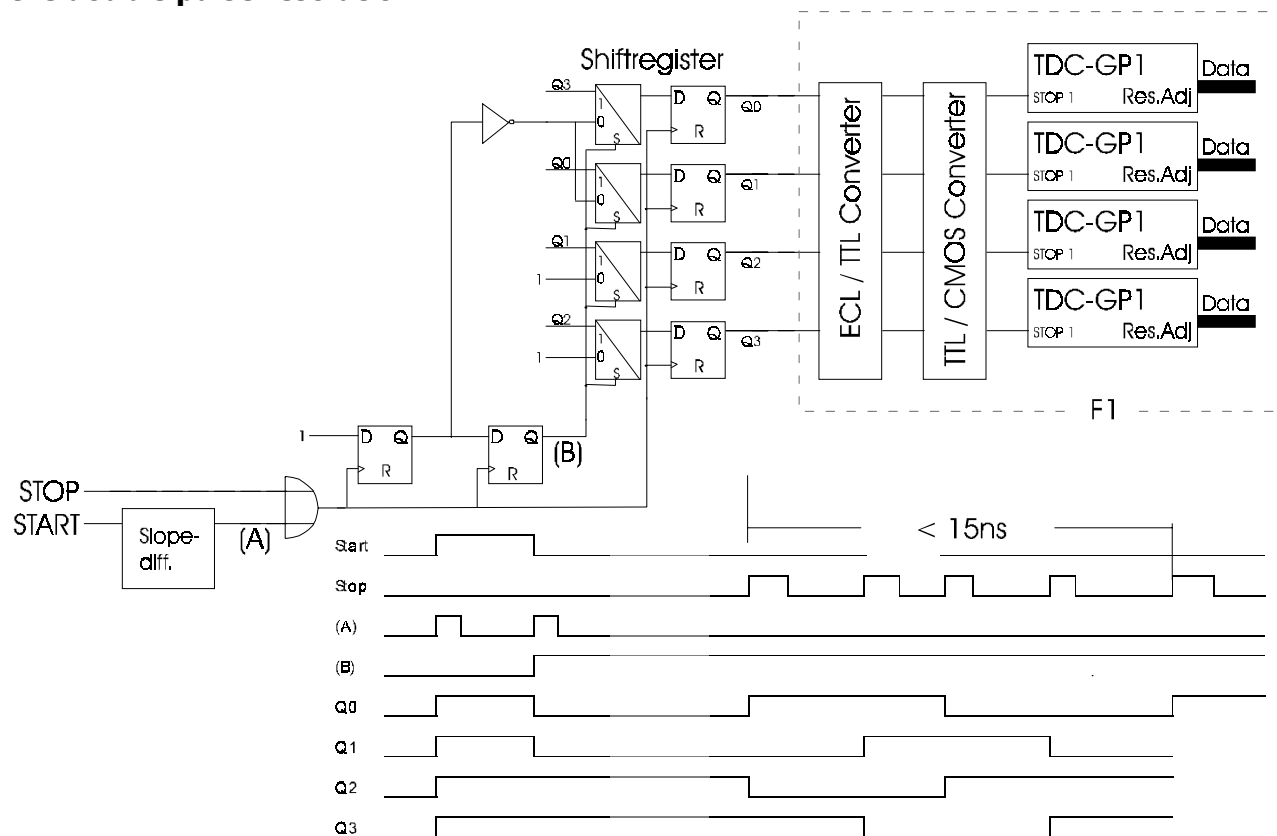 Shiftregister
Q3
1
0
S
D Q
R
Q0
TDC-GP1
STOP 1 Res.Adj
Data
Q0
1
0
S
D Q
R
Q1
TDC-GP1
STOP 1 Res.Adj
Data
Q1
1
1
0
S
D Q
R
Q2
TDC-GP1
STOP 1 Res.Adj
Data
Q2
1
1
0
S
D Q
R
Q3
TDC-GP1
STOP 1 Res.Adj
Data
ECL / TTL Converter
TTL / CMOS Converter
F1
1
D Q
R
D Q
R
(B)
STOP
START
Slope-
diff.
(A)
< 15ns
Start
Stop
(A)
(B)
Q0
Q1
Q2
Q3